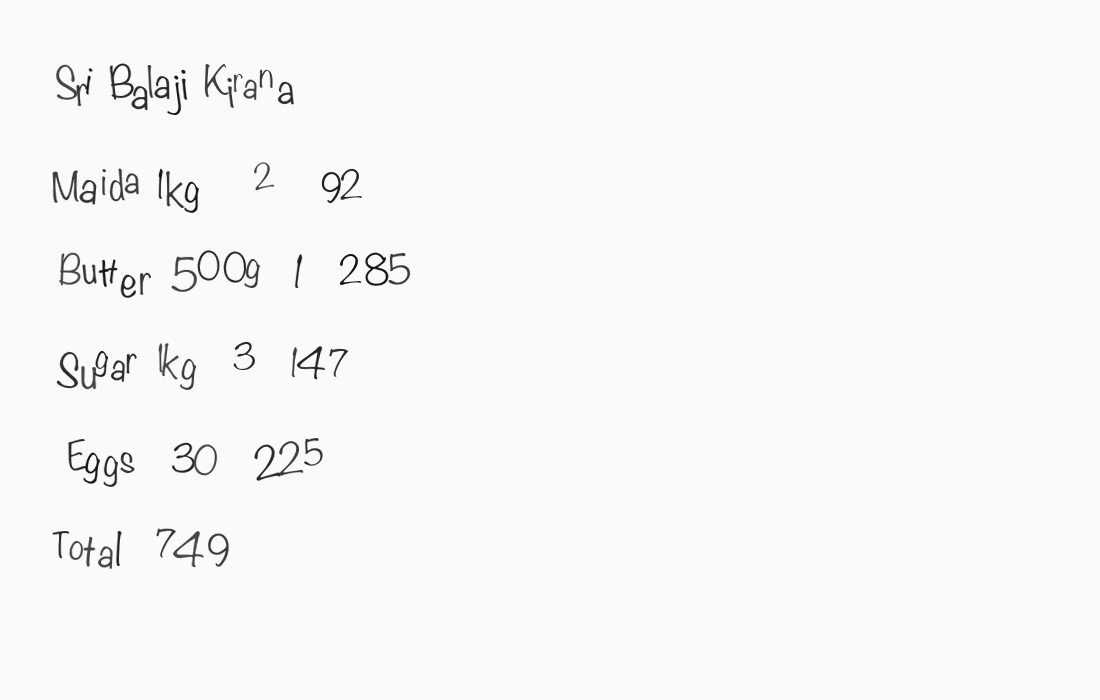 Sri Balaji Kirana
Maida 1kg 2 92
Butter 500g 1 285
Sugar 1kg 3 147
Eggs 30 225
Total 749